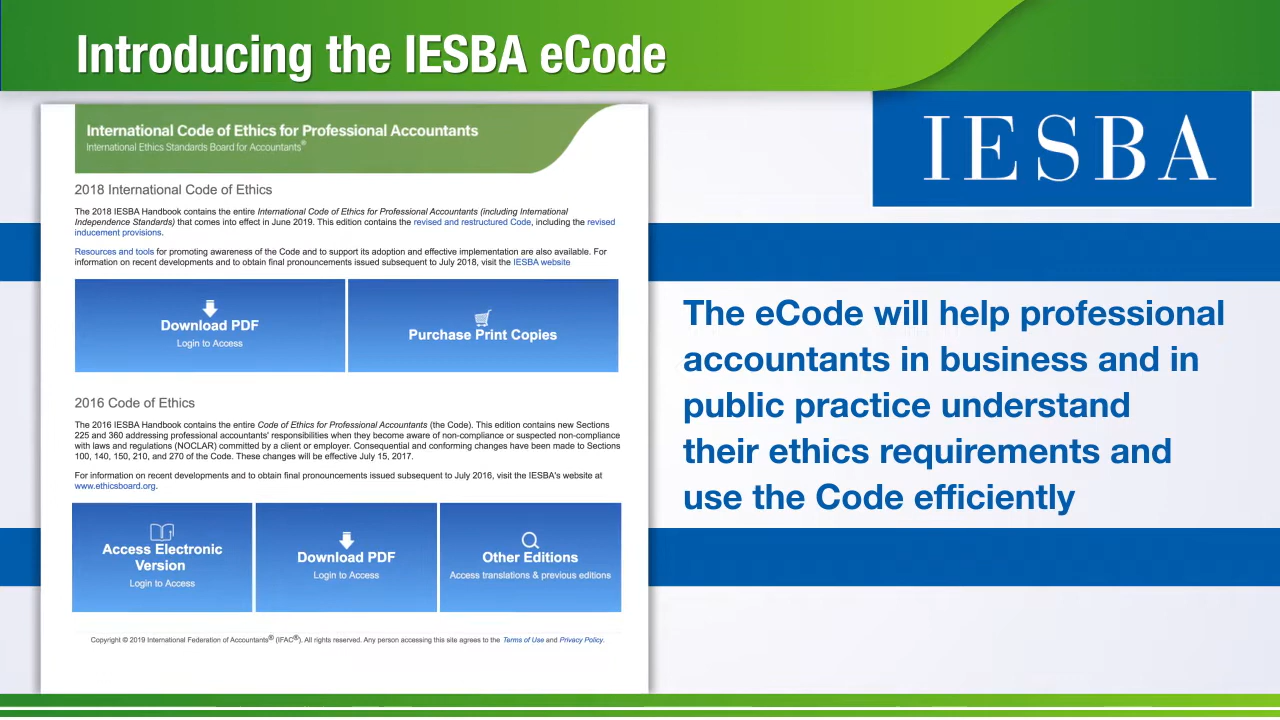 Introducing the IESBA eCode
International Code of Ethics for Professional Accountants
International Ethics Standards Board for Accountants®
2018 International Code of Ethics
The 2018 IESBA Handbook contains the entire International Code of Ethics for Professional Accountants (including International
Independence Standards) that comes into effect in June 2019. This edition contains the revised and restructured Code, including the revised
inducement provisions.
Resources and tools for promoting awareness of the Code and to support its adoption and effective implementation are also available. For
information on recent developments and to obtain final pronouncements issued subsequent to July 2018, visit the IESBA website
Download PDF
Login to Access
Purchase Print Copies
2016 Code of Ethics
The 2016 IESBA Handbook contains the entire Code of Ethics for Professional Accountants (the Code). This edition contains new Sections
225 and 360 addressing professional accountants' responsibilities when they become aware of non-compliance or suspected non-compliance
with laws and regulations (NOCLAR) committed by a client or employer. Consequential and conforming changes have been made to Sections
100, 140, 150, 210, and 270 of the Code. These changes will be effective July 15, 2017.
For information on recent developments and to obtain final pronouncements issued subsequent to July 2016, visit the IESBA's website at
www.ethicsboard.org.
Access Electronic
Version
Login to Access
Download PDF
Login to Access
Other Editions
Access translations & previous editions
Copyright © 2019 International Federation of Accountants® (IFAC®). All rights reserved. Any person accessing this site agrees to the Terms of Use and Privacy Policy.
IESBA
The eCode will help professional
accountants in business and in
public practice understand
their ethics requirements and
use the Code efficiently